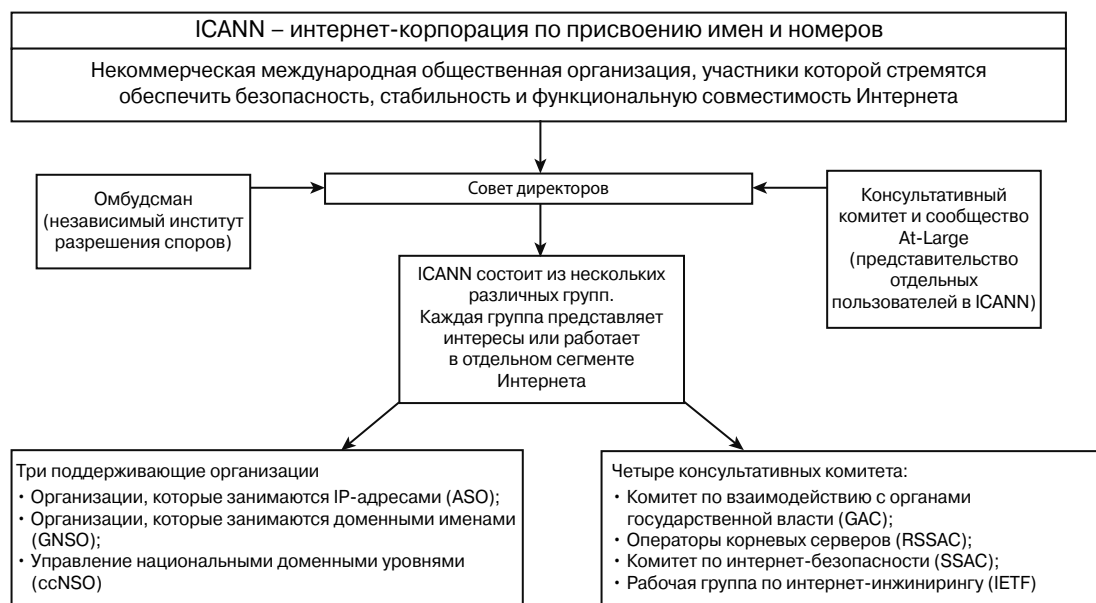 ICANN – интернет-корпорация по присвоению имен и номеров
Некоммерческая международная общественная организация, участники которой стремятся
обеспечить безопасность, стабильность и функциональную совместимость Интернета
Омбудсман
(независимый институт
разрешения споров)
Совет директоров
Консультативный
комитет и сообщество
At-Large
(представительство
отдельных
пользователей в ICANN)
ICANN состоит из нескольких
различных групп.
Каждая группа представляет
интересы или работает
в отдельном сегменте
Интернета
Три поддерживающие организации
• Организации, которые занимаются IP-адресами (ASO);
• Организации, которые занимаются доменными именами
(GNSO);
• Управление национальными доменными уровнями
(ccNSO)
Четыре консультативных комитета:
• Комитет по взаимодействию с органами
государственной власти (GAC);
• Операторы корневых серверов (RSSAC);
• Комитет по интернет-безопасности (SSAC);
• Рабочая группа по интернет-инжинирингу (IETF)